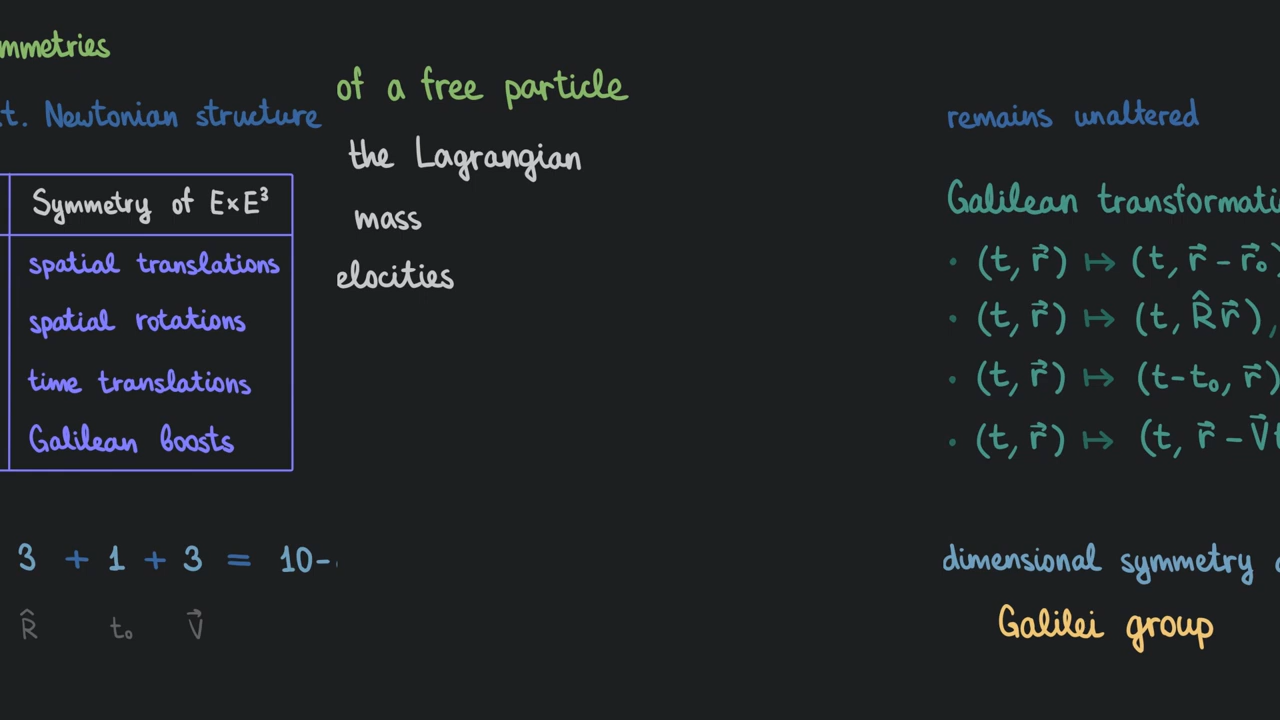 mmetries
t. Newtonian structure
Symmetry of E×E³
spatial translations
spatial rotations
time translations
Galilean boosts
3 + 1 + 3 = 10-
R̂ t₀ V⃗
of a free particle
the Lagrangian
mass
elocities
remains unaltered
Galilean transformati
· (t, r⃗) ↦ (t, r⃗ - r⃗₀)
· (t, r⃗) ↦ (t, R̂r⃗),
· (t, r⃗) ↦ (t-t₀, r⃗)
· (t, r⃗) ↦ (t, r⃗ - V⃗t
dimensional symmetry
Galilei group